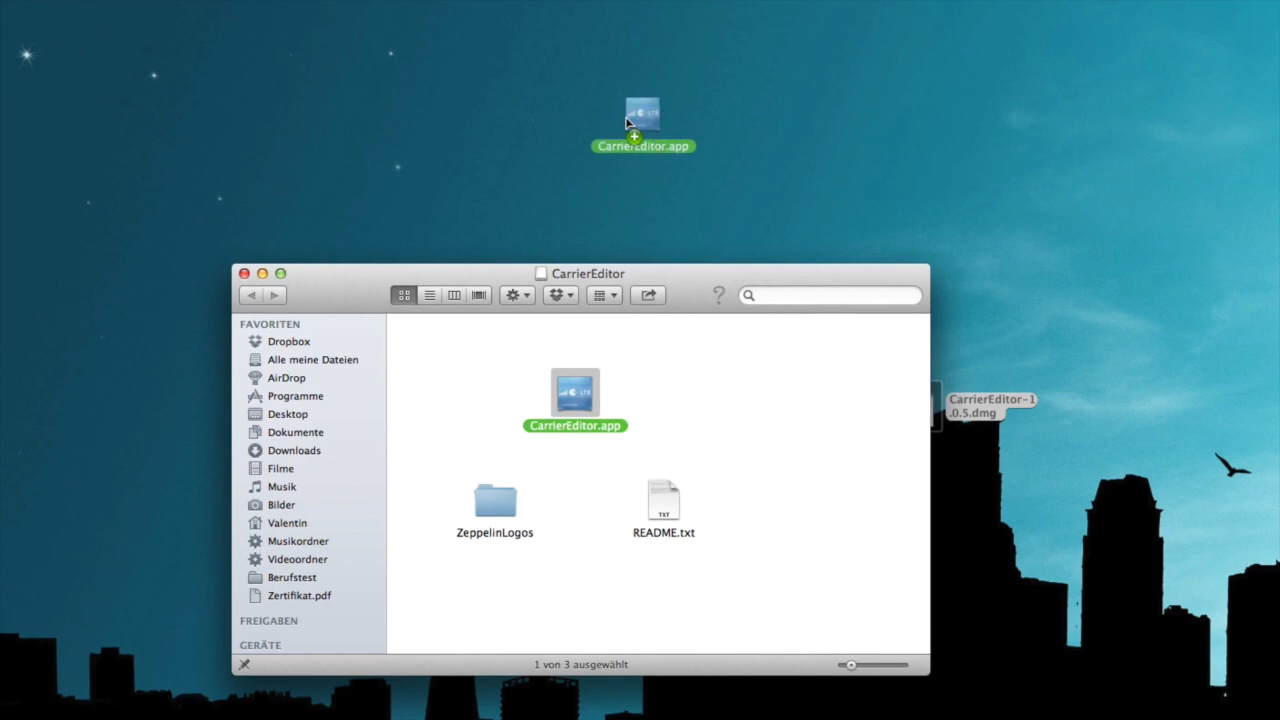 CarrierEditor.app
CarrierEditor
?
FAVORITEN
Dropbox
Alle meine Dateien
AirDrop
Programme
Desktop
Dokumente
Downloads
Filme
Musik
Bilder
Valentin
Musikordner
Videoordner
Berufstest
Zertifikat.pdf
FREIGABEN
GERÄTE
LTE
CarrierEditor.app
ZeppelinLogos
TXT
README.txt
CarrierEditor-1
.0.5.dmg
1 von 3 ausgewählt